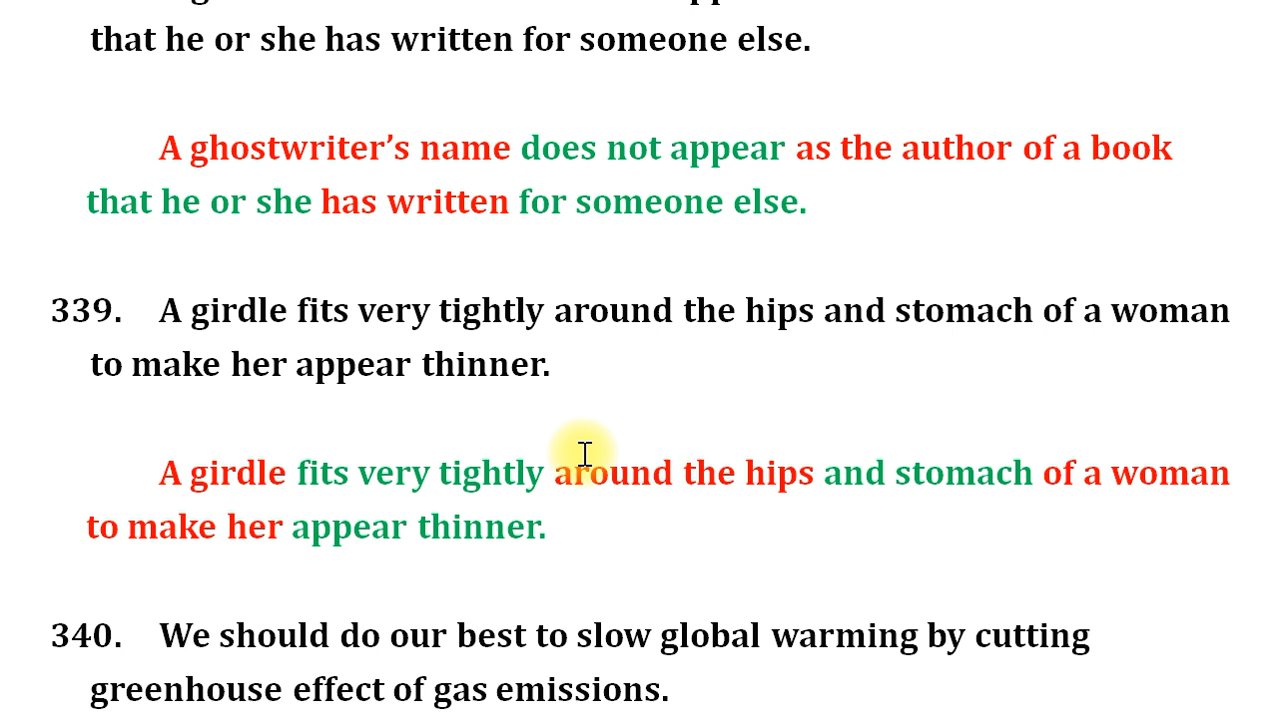 that he or she has written for someone else.
A ghostwriter’s name does not appear as the author of a book
that he or she has written for someone else.
339. A girdle fits very tightly around the hips and stomach of a woman
to make her appear thinner.
A girdle fits very tightly around the hips and stomach of a woman
to make her appear thinner.
340. We should do our best to slow global warming by cutting
greenhouse effect of gas emissions.